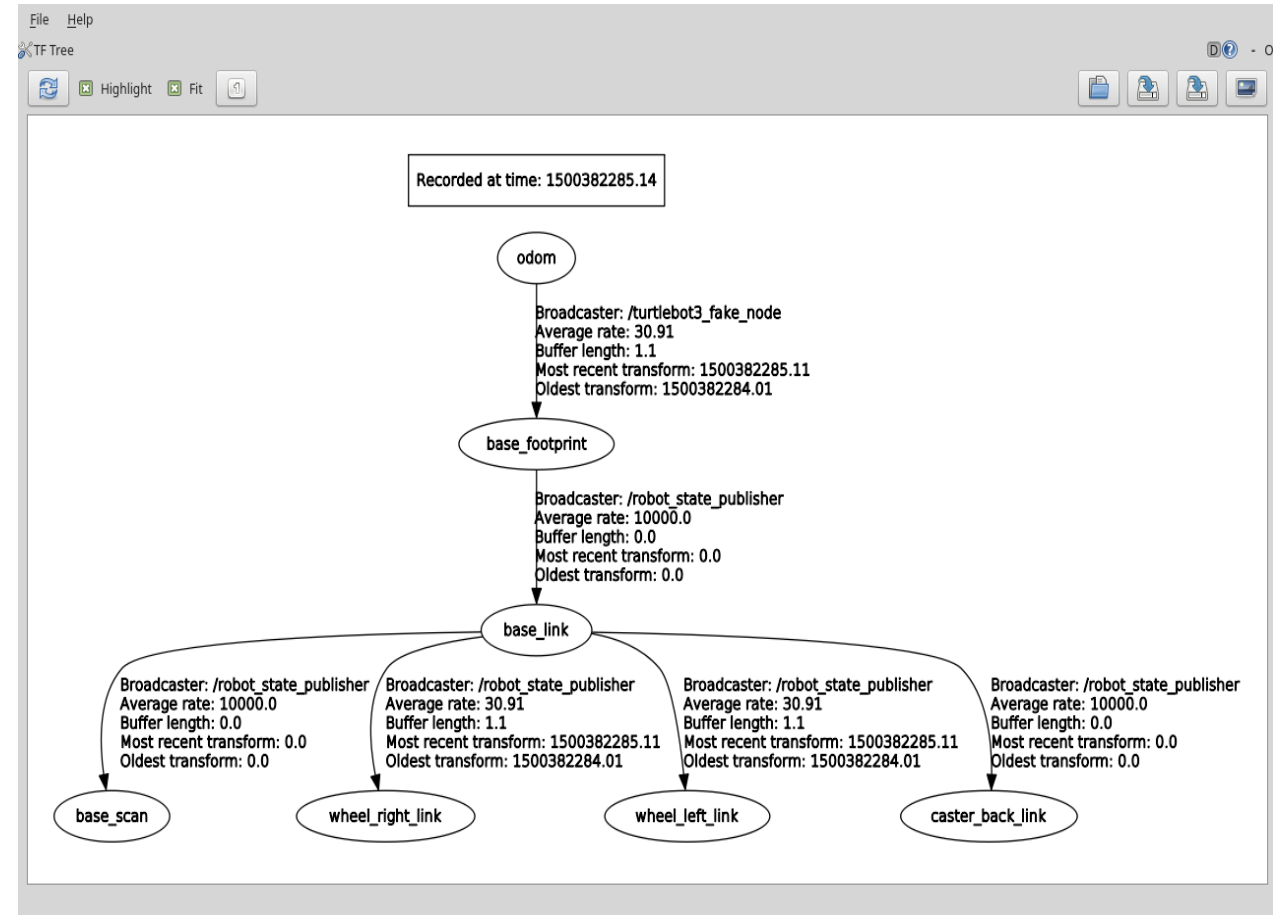 File Help
TF Tree
D ? - O
Highlight Fit
Recorded at time: 1500382285.14
odom
Broadcaster: /turtlebot3_fake_node
Average rate: 30.91
Buffer length: 1.1
Most recent transform: 1500382285.11
Oldest transform: 1500382284.01
base_footprint
Broadcaster: /robot_state_publisher
Average rate: 10000.0
Buffer length: 0.0
Most recent transform: 0.0
Oldest transform: 0.0
base_link
Broadcaster: /robot_state_publisher
Average rate: 10000.0
Buffer length: 0.0
Most recent transform: 0.0
Oldest transform: 0.0
Broadcaster: /robot_state_publisher
Average rate: 30.91
Buffer length: 1.1
Most recent transform: 1500382285.11
Oldest transform: 1500382284.01
Broadcaster: /robot_state_publisher
Average rate: 30.91
Buffer length: 1.1
Most recent transform: 1500382285.11
Oldest transform: 1500382284.01
Broadcaster: /robot_state_publisher
Average rate: 10000.0
Buffer length: 0.0
Most recent transform: 0.0
Oldest transform: 0.0
base_scan
wheel_right_link
wheel_left_link
caster_back_link